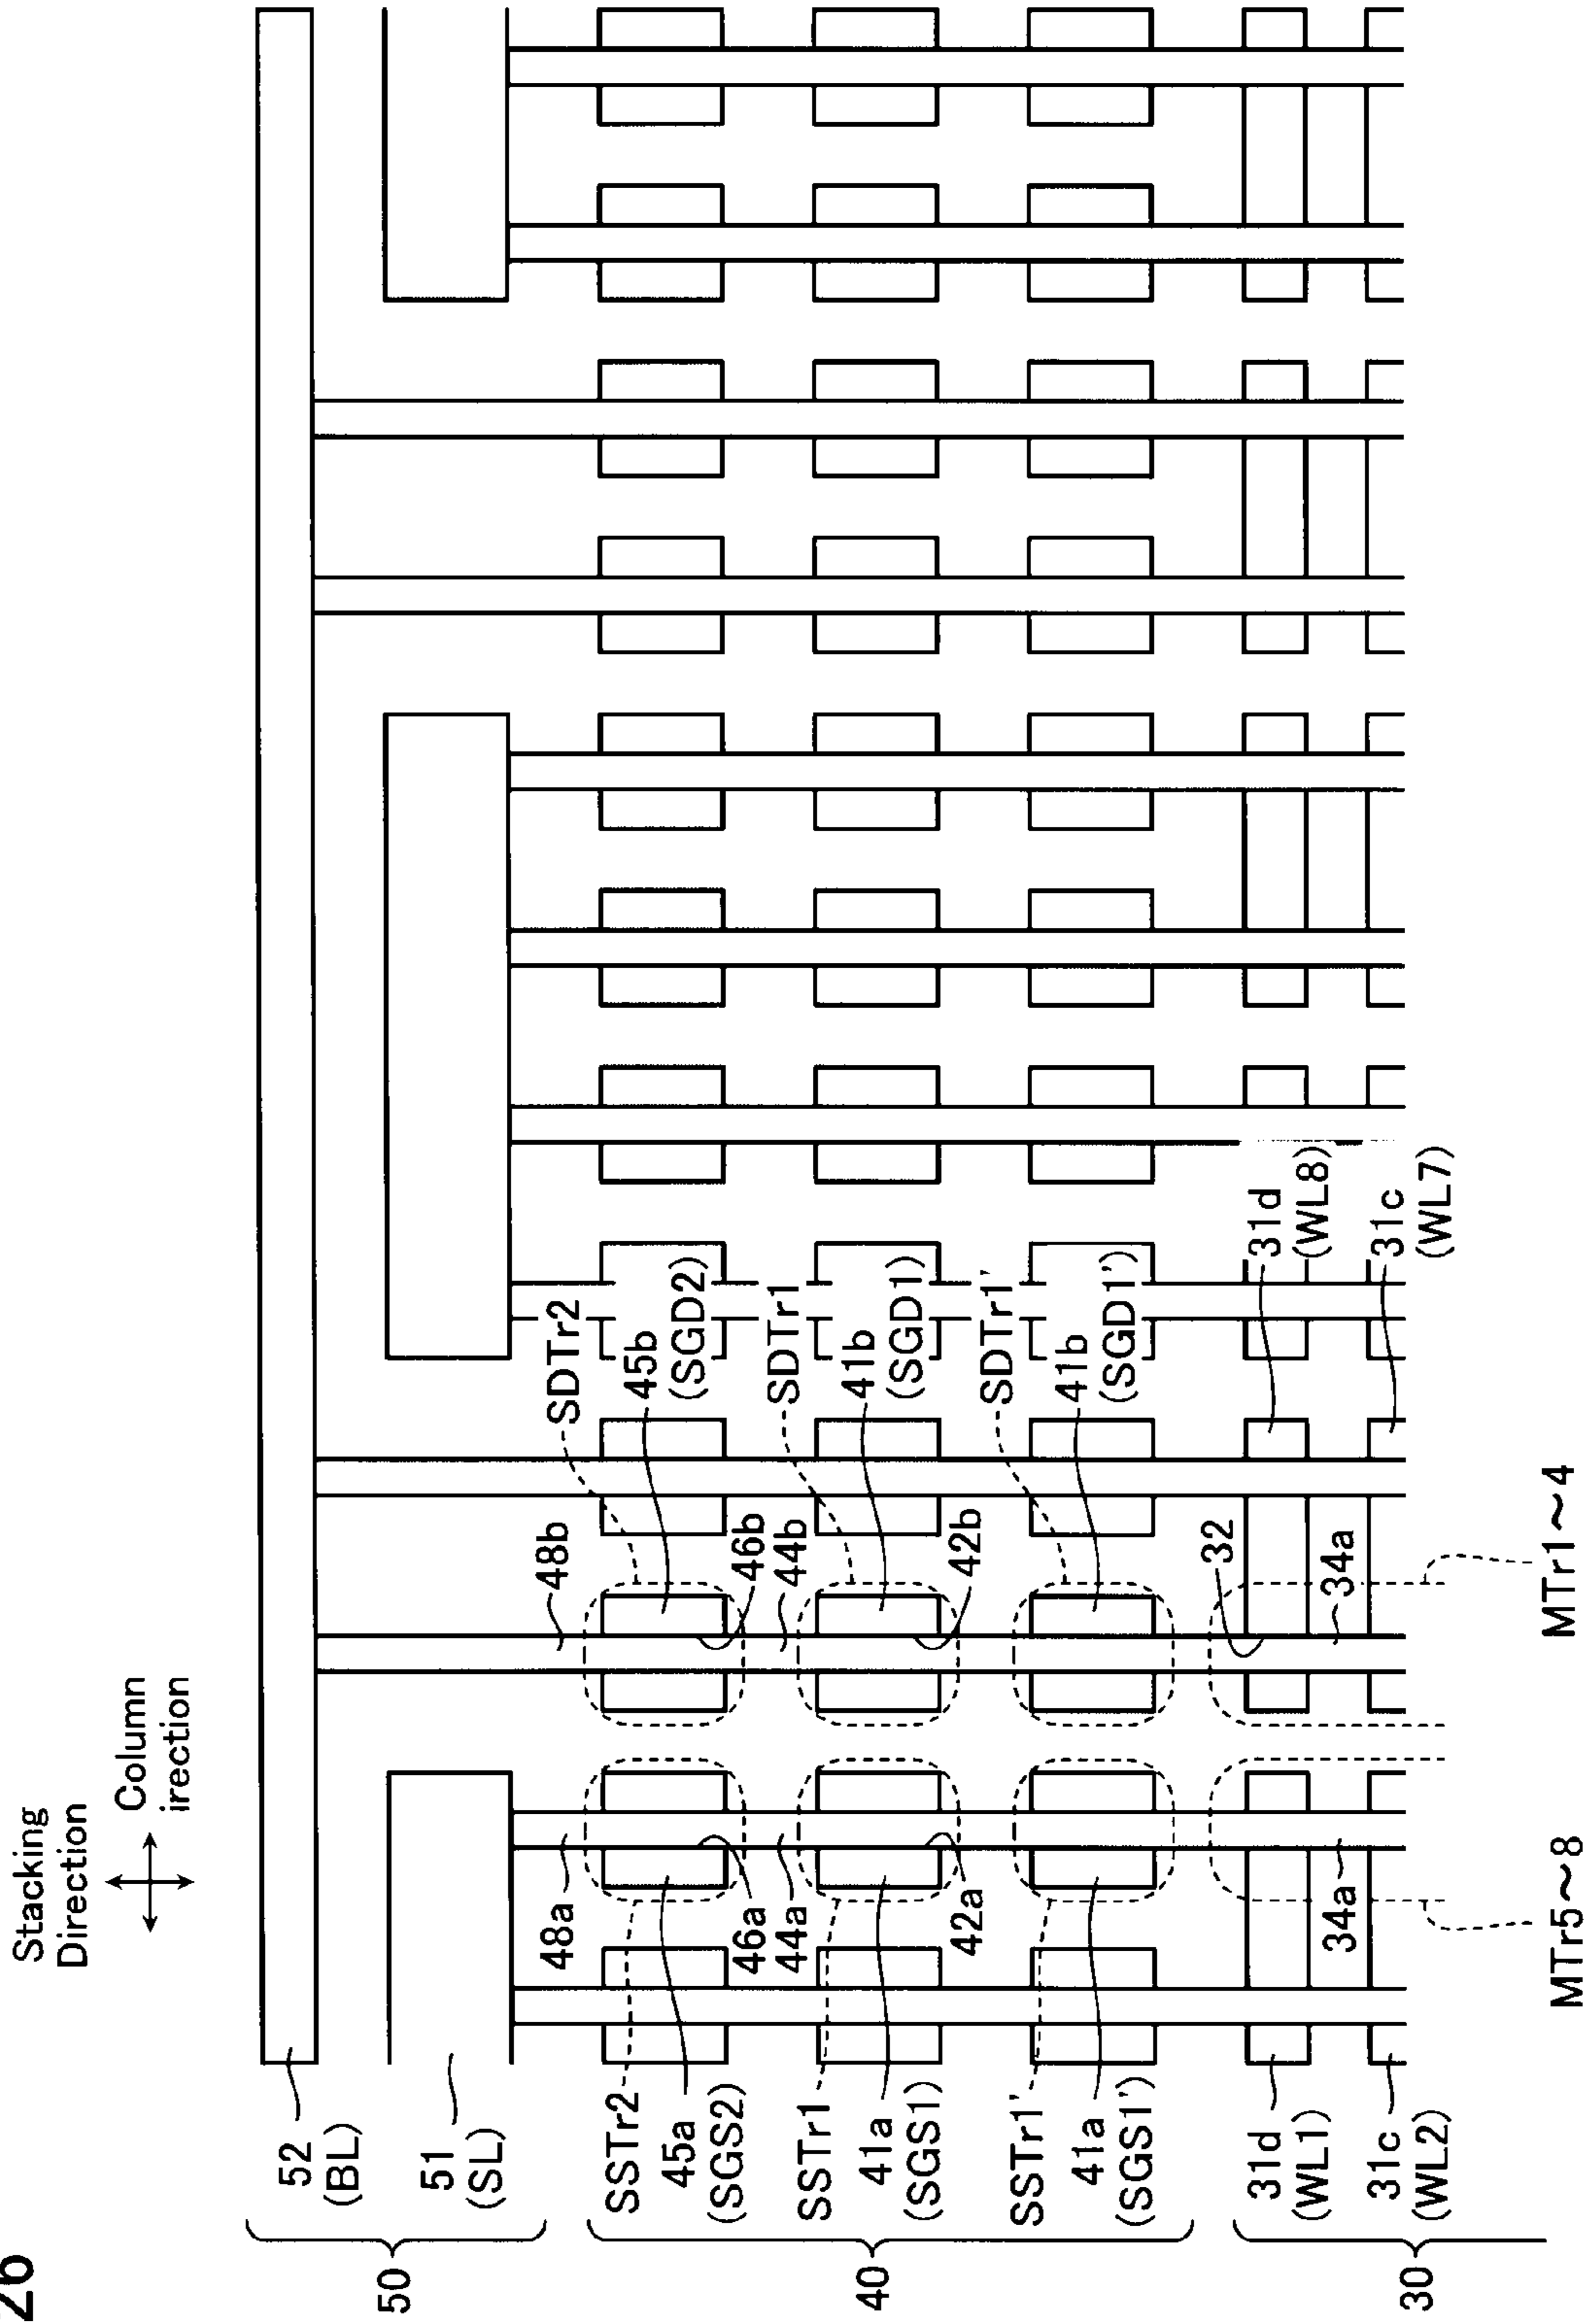 26
Stacking
Direction
Column
irection
52
(BL)
51
(SL)
50
SSTr2
45a
(SGS2)
SSTr1
41a
(SGS1)
SSTr1'
41a
(SGS1')
40
31d
(WL1)
31c
(WL2)
30
48a
46a
44a
42a
34a
MTr5~8
48b
46b
44b
42b
32
34a
MTr1~4
SDTr2
45b
(SGD2)
SDTr1
41b
(SGD1)
SDTr1'
41b
(SGD1')
31d
(WL8)
31c
(WL7)